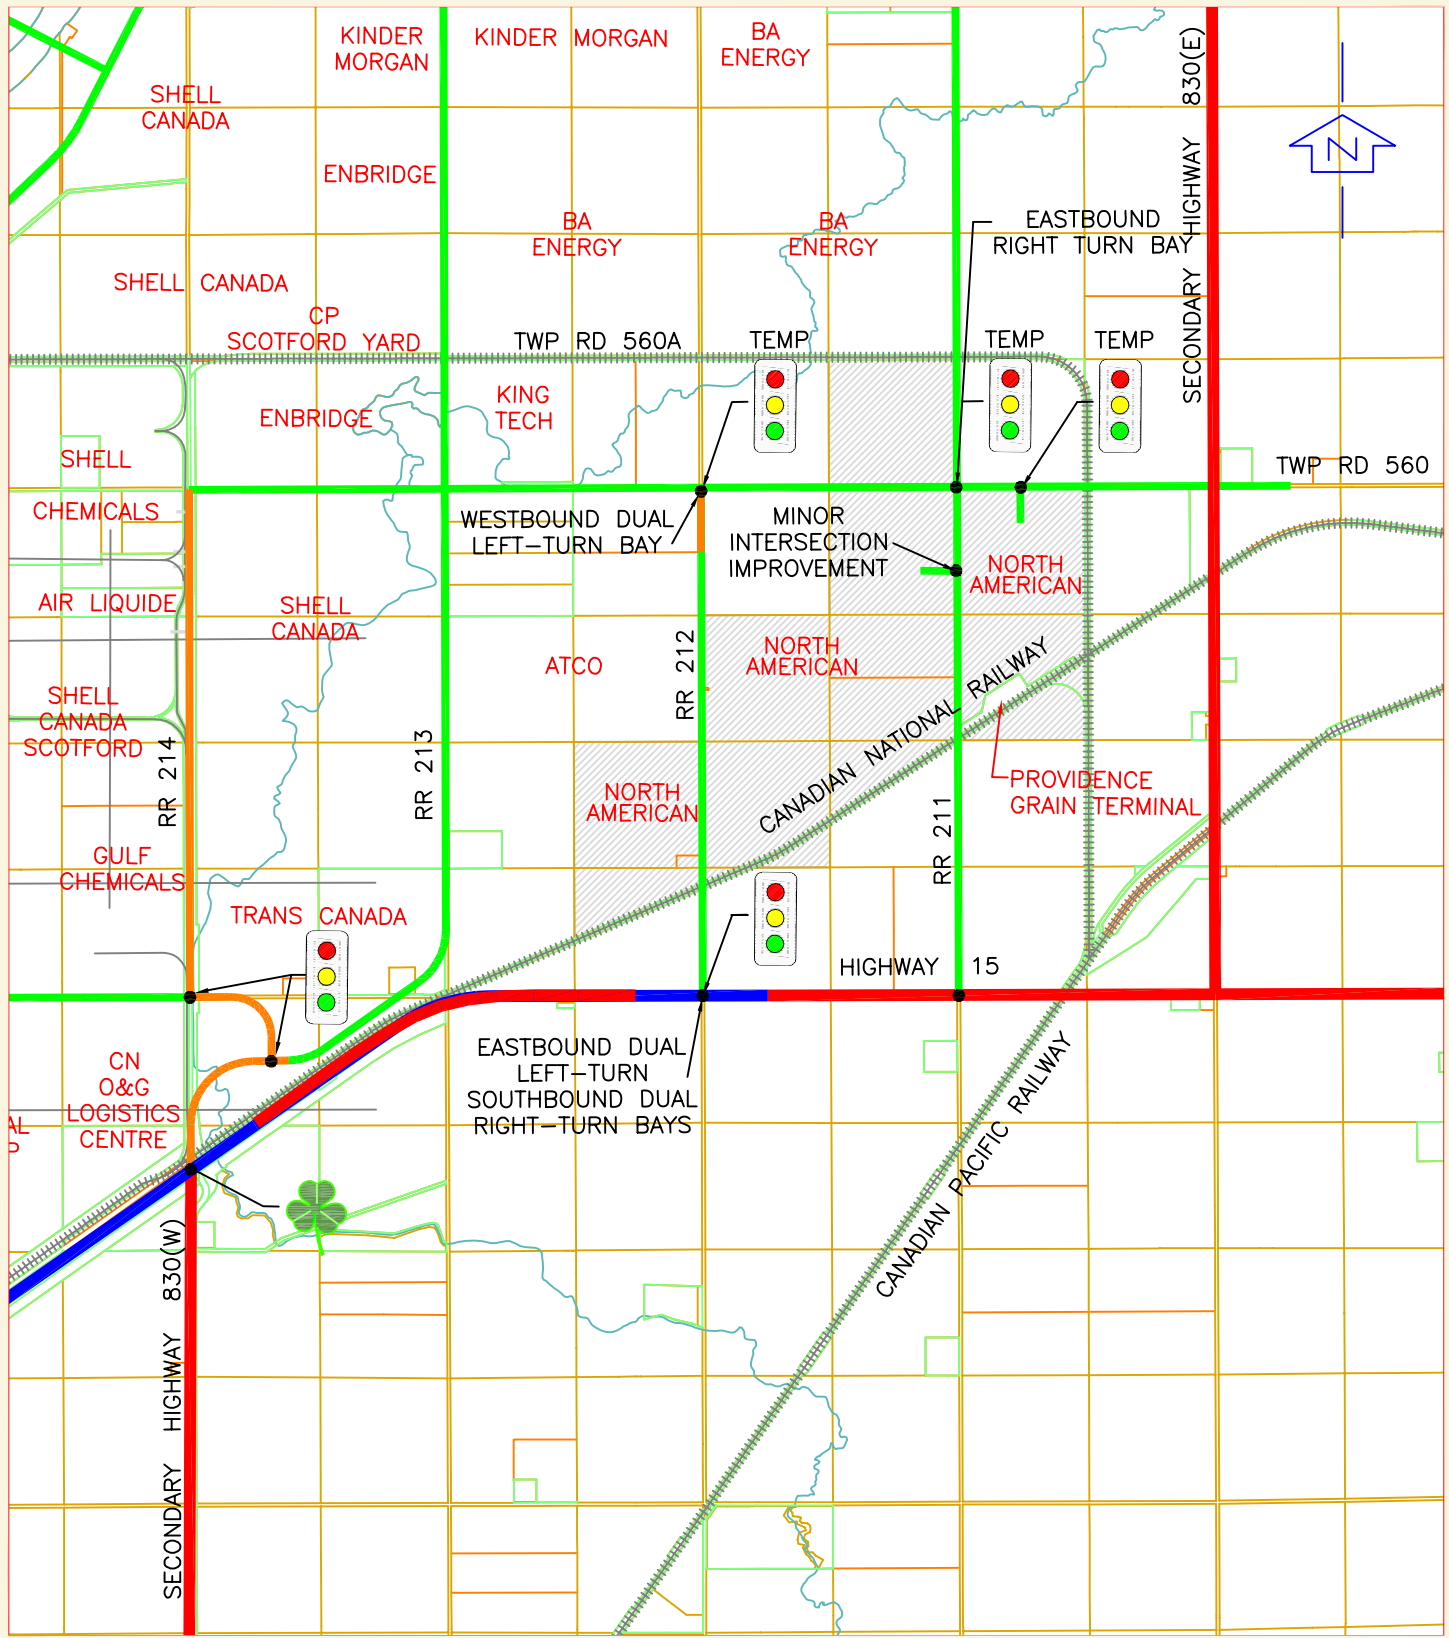 KINDER
MORGAN
KINDER MORGAN
BA
ENERGY
830(E)
SHELL
CANADA
N
ENBRIDGE
HIGHWAY
BA
ENERGY
BA
ENERGY
EASTBOUND
RIGHT TURN BAY
SHELL CANADA
SECONDARY
CP
SCOTFORD YARD
TWP RD 560A
TEMP
TEMP
TEMP
KING
TECH
ENBRIDGE
SHELL
CHEMICALS
TWP RD 560
WESTBOUND DUAL
LEFT-TURN BAY
MINOR
INTERSECTION
IMPROVEMENT
NORTH
AMERICAN
AIR LIQUIDE
SHELL
CANADA
ATCO
RR 212
NORTH
AMERICAN
CANADIAN NATIONAL RAILWAY
SHELL
CANADA
SCOTFORD
RR 214
RR 213
NORTH
AMERICAN
PROVIDENCE
GRAIN TERMINAL
RR 211
GULF
CHEMICALS
TRANS CANADA
HIGHWAY 15
EASTBOUND DUAL
LEFT-TURN
SOUTHBOUND DUAL
RIGHT-TURN BAYS
CN
O&G
LOGISTICS
CENTRE
AL
CANADIAN PACIFIC RAILWAY
830(W)
HIGHWAY
SECONDARY